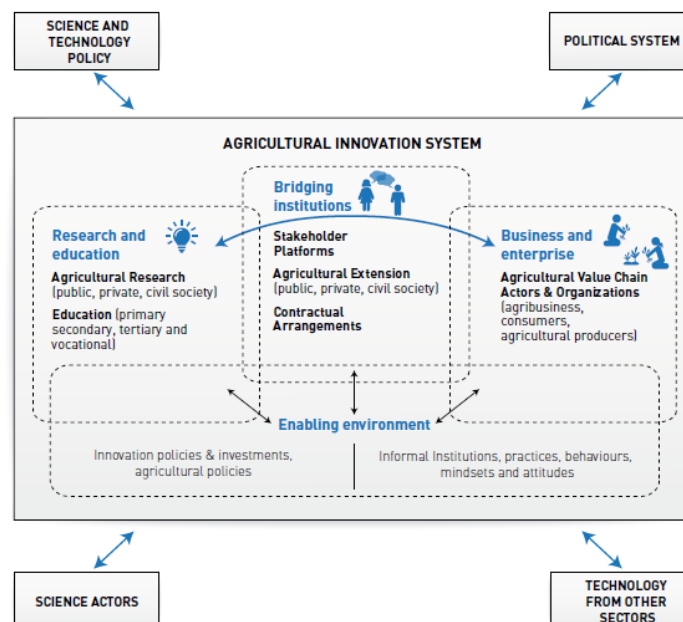 SCIENCE AND
TECHNOLOGY
POLICY
POLITICAL SYSTEM
AGRICULTURAL INNOVATION SYSTEM
Bridging
institutions
Stakeholder
Platforms
Agricultural Extension
(public, private, civil society)
Contractual
Arrangements
Research and
education
Agricultural Research
(public, private, civil society)
Education (primary
secondary, tertiary and
vocational)
Business and
enterprise
Agricultural Value Chain
Actors & Organizations
(agribusiness,
consumers,
agricultural producers)
Enabling environment
Innovation policies & investments,
agricultural policies
Informal Institutions, practices, behaviours,
mindsets and attitudes
SCIENCE ACTORS
TECHNOLOGY
FROM OTHER
SECTORS